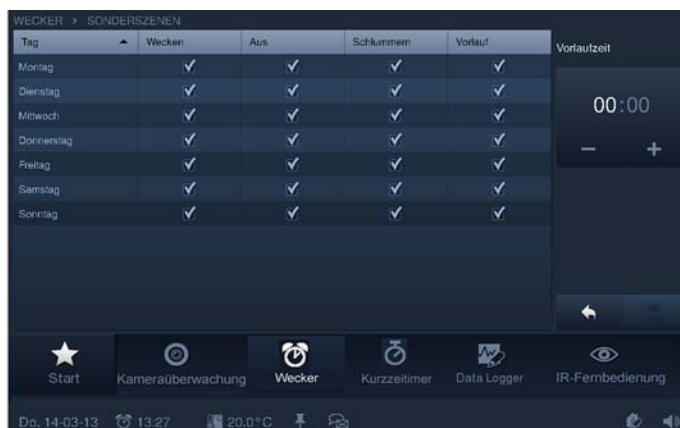 WECKER > SONDERSZENEN
Tag Wecken Aus Schlummern Vorlauf
Vorlaufzeit
Montag
Dienstag
Mittwoch
Donnerstag
Freitag
Samstag
Sonntag
00:00
− +
Start Kameraüberwachung Wecker Kurzzeitimer Data Logger IR-Fernbedienung
Do. 14-03-13 13:27 20.0°C